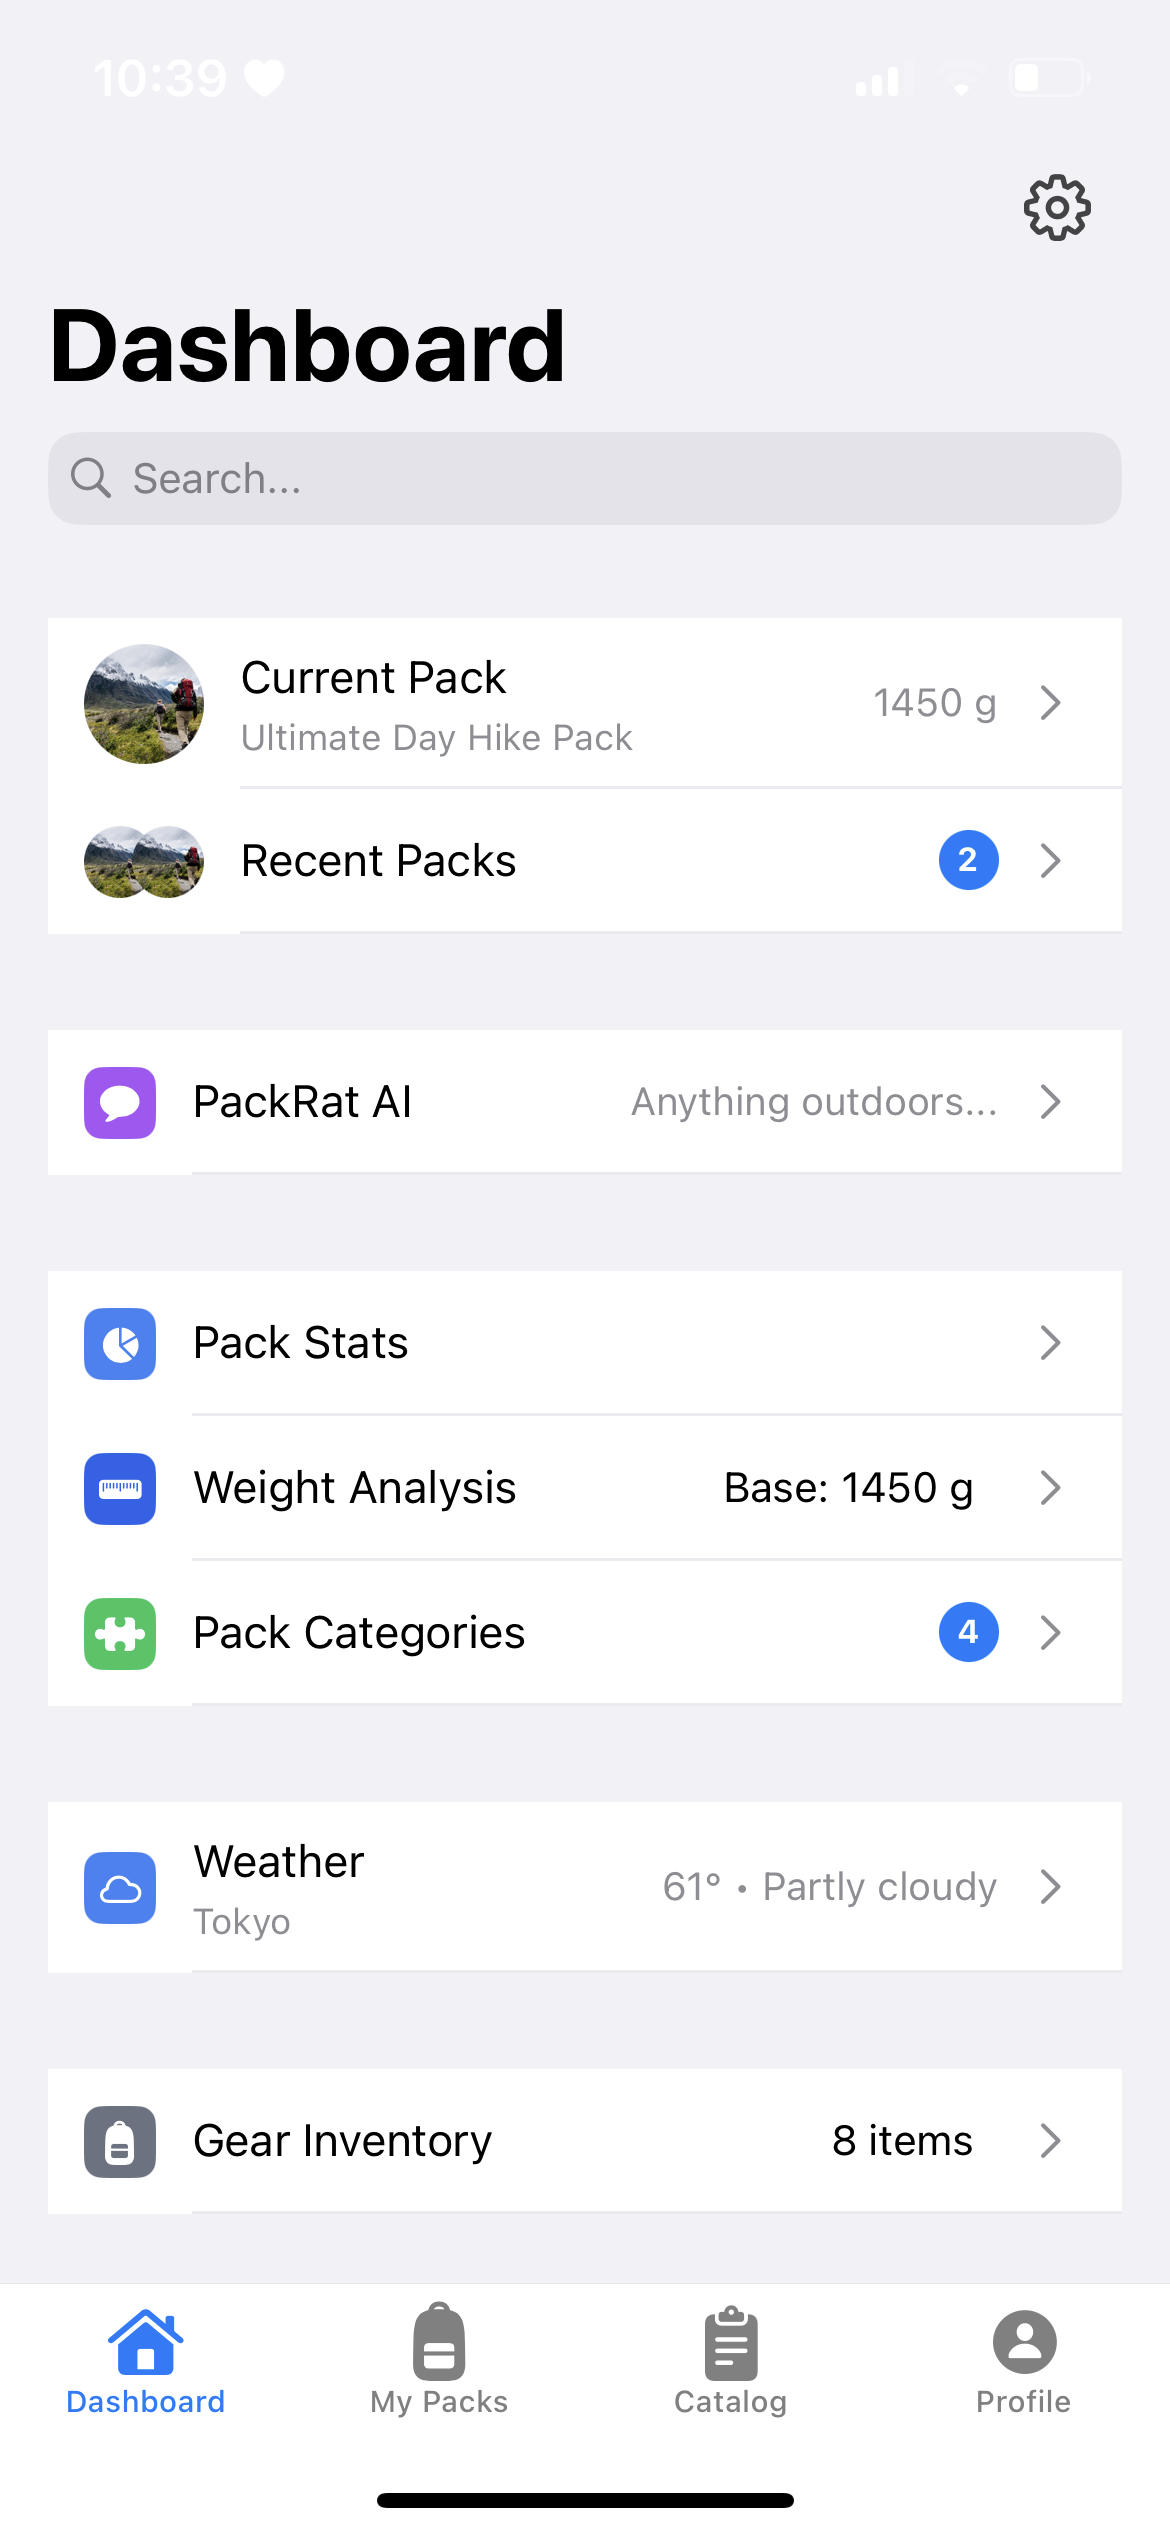 10:39
Dashboard
Search...
Current Pack
Ultimate Day Hike Pack
1450 g
Recent Packs
2
PackRat AI
Anything outdoors...
Pack Stats
Weight Analysis
Base: 1450 g
Pack Categories
4
Weather
Tokyo
61° • Partly cloudy
Gear Inventory
8 items
Dashboard
My Packs
Catalog
Profile